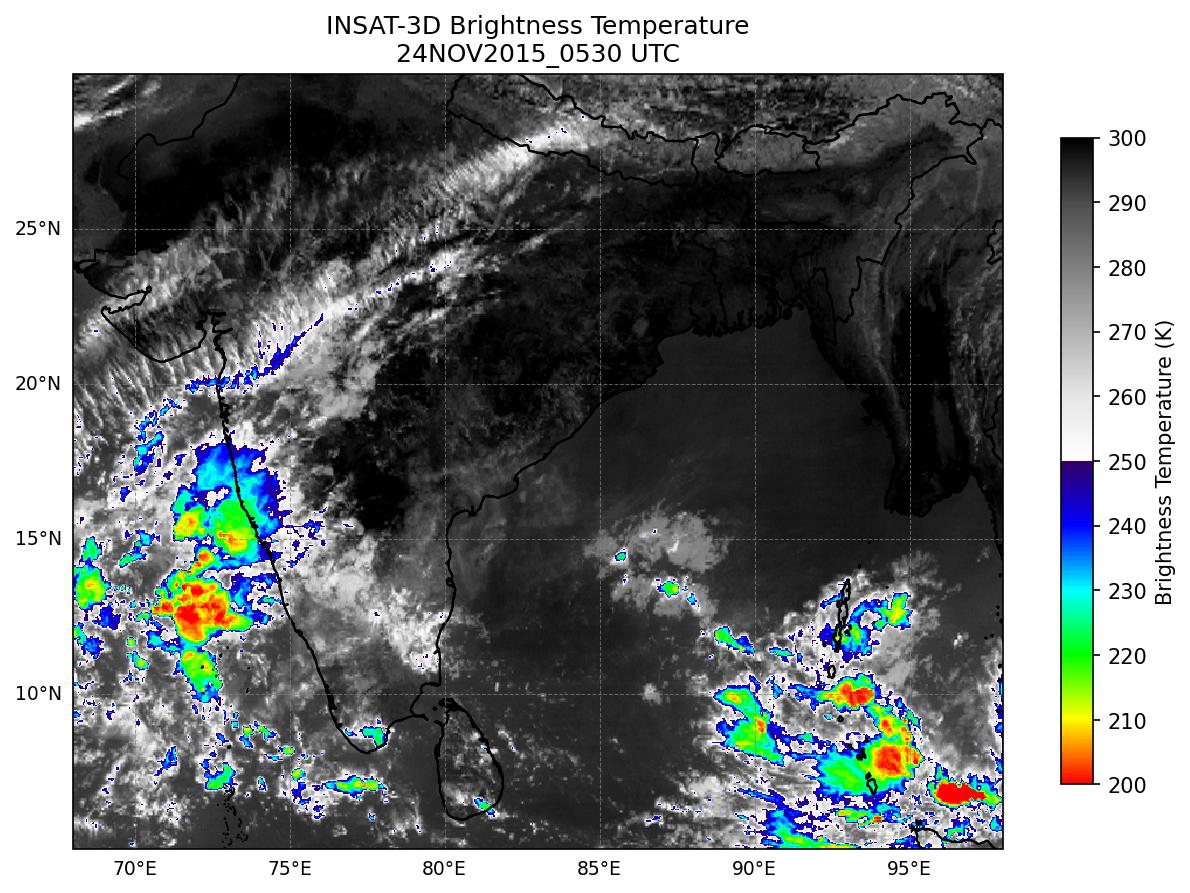 INSAT-3D Brightness Temperature
24NOV2015_0530 UTC
25°N
20°N
15°N
10°N
70°E
75°E
80°E
85°E
90°E
95°E
300
290
280
270
260
250
240
230
220
210
200
Brightness Temperature (K)